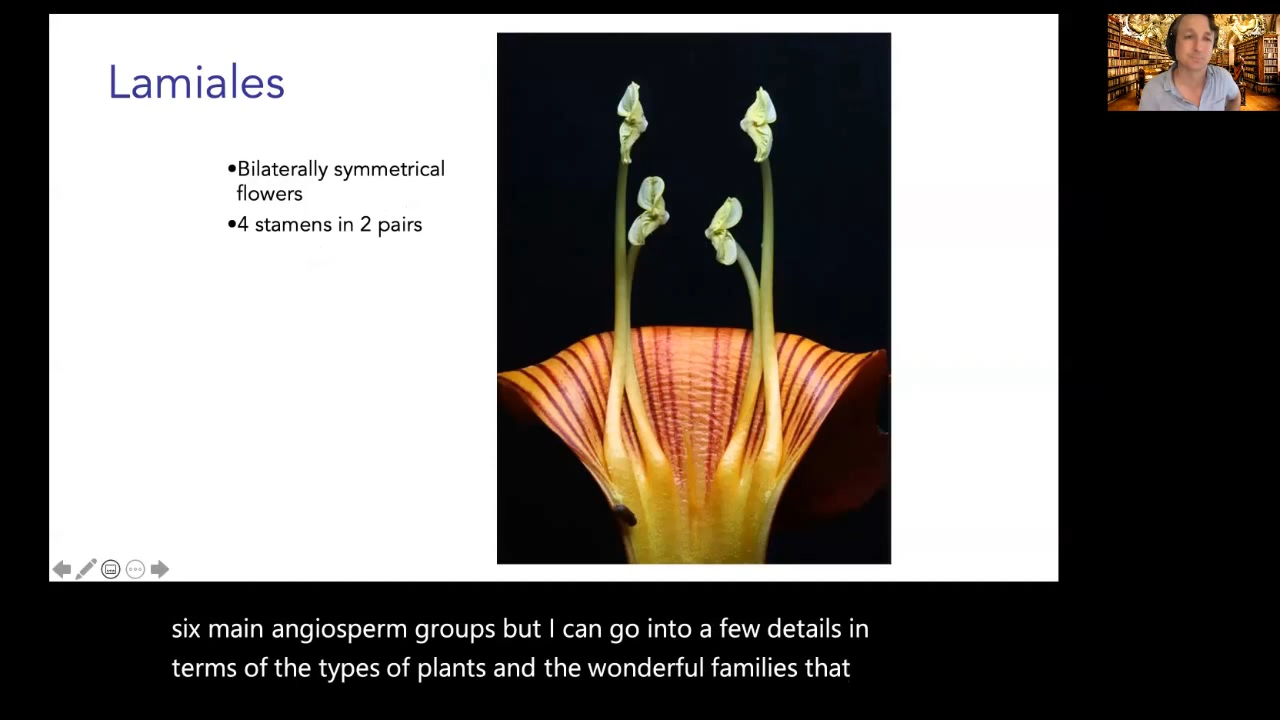 Lamiales
•Bilaterally symmetrical
flowers
•4 stamens in 2 pairs
six main angiosperm groups but I can go into a few details in
terms of the types of plants and the wonderful families that